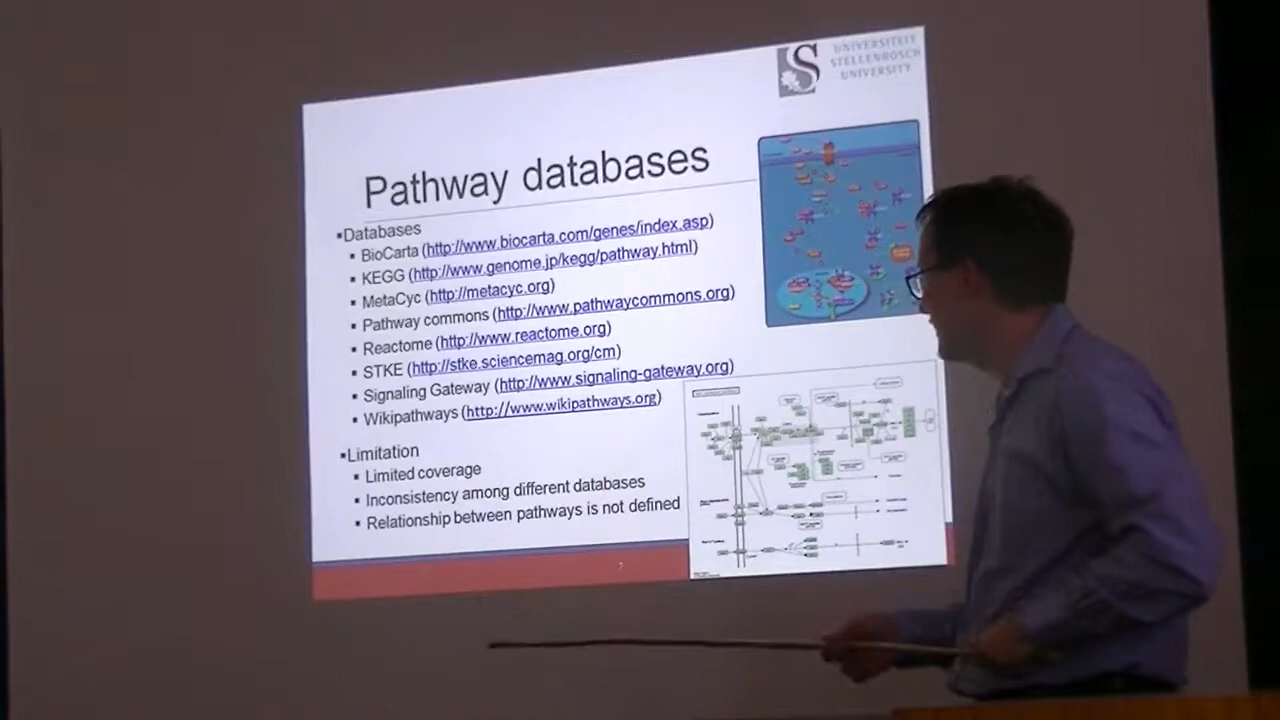 UNIVERSITEIT
STELLENBOSCH
UNIVERSITY
Pathway databases
▪Databases
▪ BioCarta (http://www.biocarta.com/genes/index.asp)
▪ KEGG (http://www.genome.jp/kegg/pathway.html)
▪ MetaCyc (http://metacyc.org)
▪ Pathway commons (http://www.pathwaycommons.org)
▪ Reactome (http://www.reactome.org)
▪ STKE (http://stke.sciencemag.org/cm)
▪ Signaling Gateway (http://www.signaling-gateway.org)
▪ Wikipathways (http://www.wikipathways.org)
▪Limitation
▪ Limited coverage
▪ Inconsistency among different databases
▪ Relationship between pathways is not defined